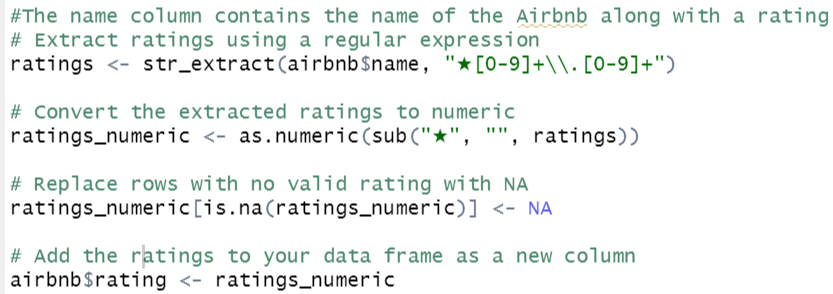 #The name column contains the name of the Airbnb along with a rating
# Extract ratings using a regular expression
ratings <- str_extract(airbnb$name, "★[0-9]+\\.[0-9]+")
# Convert the extracted ratings to numeric
ratings_numeric <- as.numeric(sub("★", "", ratings))
# Replace rows with no valid rating with NA
ratings_numeric[is.na(ratings_numeric)] <- NA
# Add the ratings to your data frame as a new column
airbnb$rating <- ratings_numeric